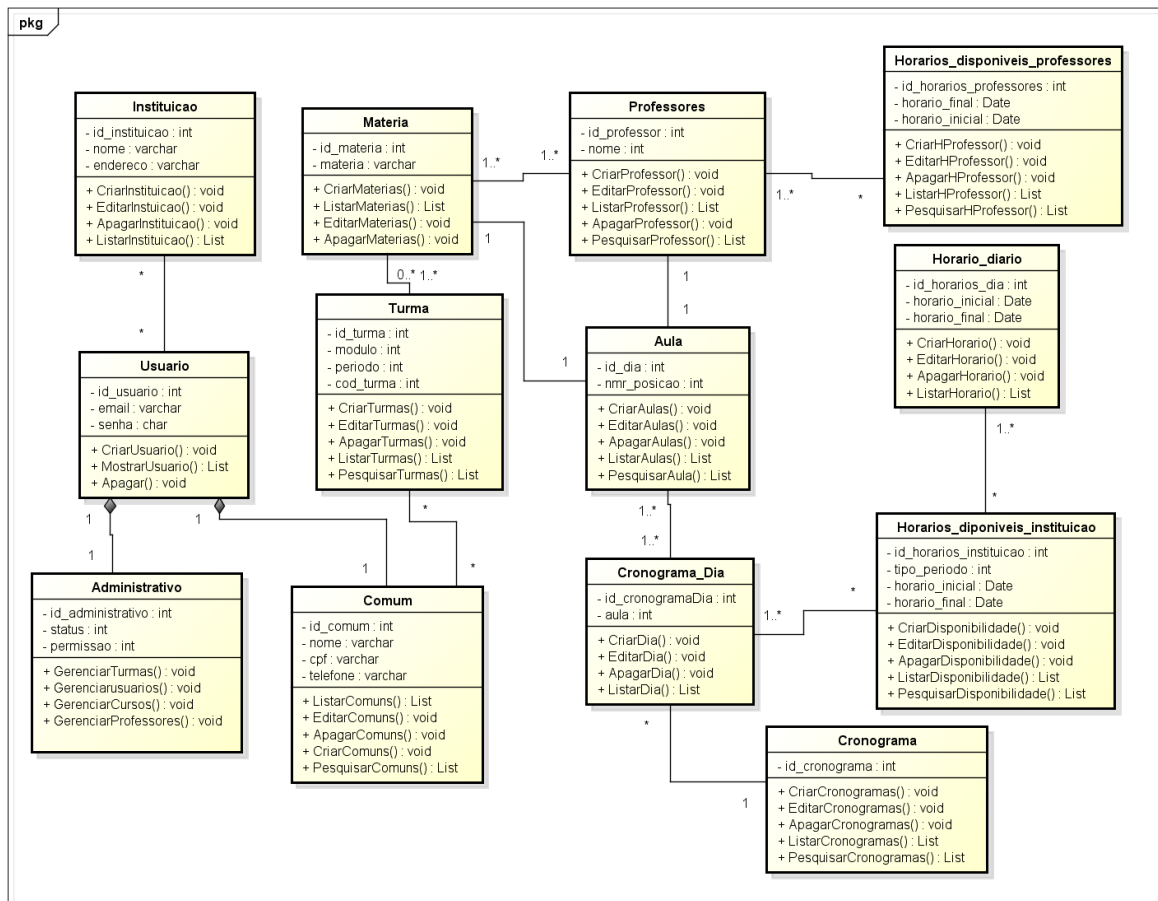 pkg
Instituicao
- id_instituicao : int
- nome : varchar
- endereco : varchar
+ CriarInstituicao() : void
+ EditarInstuicao() : void
+ ApagarInstituicao() : void
+ ListarInstituicao() : List
*
*
Materia
- id_materia : int
- materia : varchar
+ CriarMaterias() : void
+ ListarMaterias() : List
+ EditarMaterias() : void
+ ApagarMaterias() : void
1..*
1..*
1
1
0..* 1..*
Professores
- id_professor : int
- nome : int
+ CriarProfessor() : void
+ EditarProfessor() : void
+ ListarProfessor() : List
+ ApagarProfessor() : void
+ PesquisarProfessor() : List
1..*
*
1
1
Horarios_disponiveis_professores
- id_horarios_professores : int
- horario_final : Date
- horario_inicial : Date
+ CriarHProfessor() : void
+ EditarHProfessor() : void
+ ApagarHProfessor() : void
+ ListarHProfessor() : List
+ PesquisarHProfessor() : List
Horario_diario
- id_horarios_dia : int
- horario_inicial : Date
- horario_final : Date
+ CriarHorario() : void
+ EditarHorario() : void
+ ApagarHorario() : void
+ ListarHorario() : List
1..*
*
Usuario
- id_usuario : int
- email : varchar
- senha : char
+ CriarUsuario() : void
+ MostrarUsuario() : List
+ Apagar() : void
1
1
1
1
Turma
- id_turma : int
- modulo : int
- periodo : int
- cod_turma : int
+ CriarTurmas() : void
+ EditarTurmas() : void
+ ApagarTurmas() : void
+ ListarTurmas() : List
+ PesquisarTurmas() : List
*
*
Aula
- id_dia : int
- nmr_posicao : int
+ CriarAulas() : void
+ EditarAulas() : void
+ ApagarAulas() : void
+ ListarAulas() : List
+ PesquisarAula() : List
1..*
1..*
Administrativo
- id_administrativo : int
- status : int
- permissao : int
+ GerenciarTurmas() : void
+ Gerenciarusuarios() : void
+ GerenciarCursos() : void
+ GerenciarProfessores() : void
Comum
- id_comum : int
- nome : varchar
- cpf : varchar
- telefone : varchar
+ ListarComuns() : List
+ EditarComuns() : void
+ ApagarComuns() : void
+ CriarComuns() : void
+ PesquisarComuns() : List
Cronograma_Dia
- id_cronogramaDia : int
- aula : int
+ CriarDia() : void
+ EditarDia() : void
+ ApagarDia() : void
+ ListarDia() : List
1..*
*
*
1
Horarios_diponiveis_instituicao
- id_horarios_instituicao : int
- tipo_periodo : int
- horario_inicial : Date
- horario_final : Date
+ CriarDisponibilidade() : void
+ EditarDisponibilidade() : void
+ ApagarDisponibilidade() : void
+ ListarDisponibilidade() : List
+ PesquisarDisponibilidade() : List
Cronograma
- id_cronograma : int
+ CriarCronogramas() : void
+ EditarCronogramas() : void
+ ApagarCronogramas() : void
+ ListarCronogramas() : List
+ PesquisarCronogramas() : List